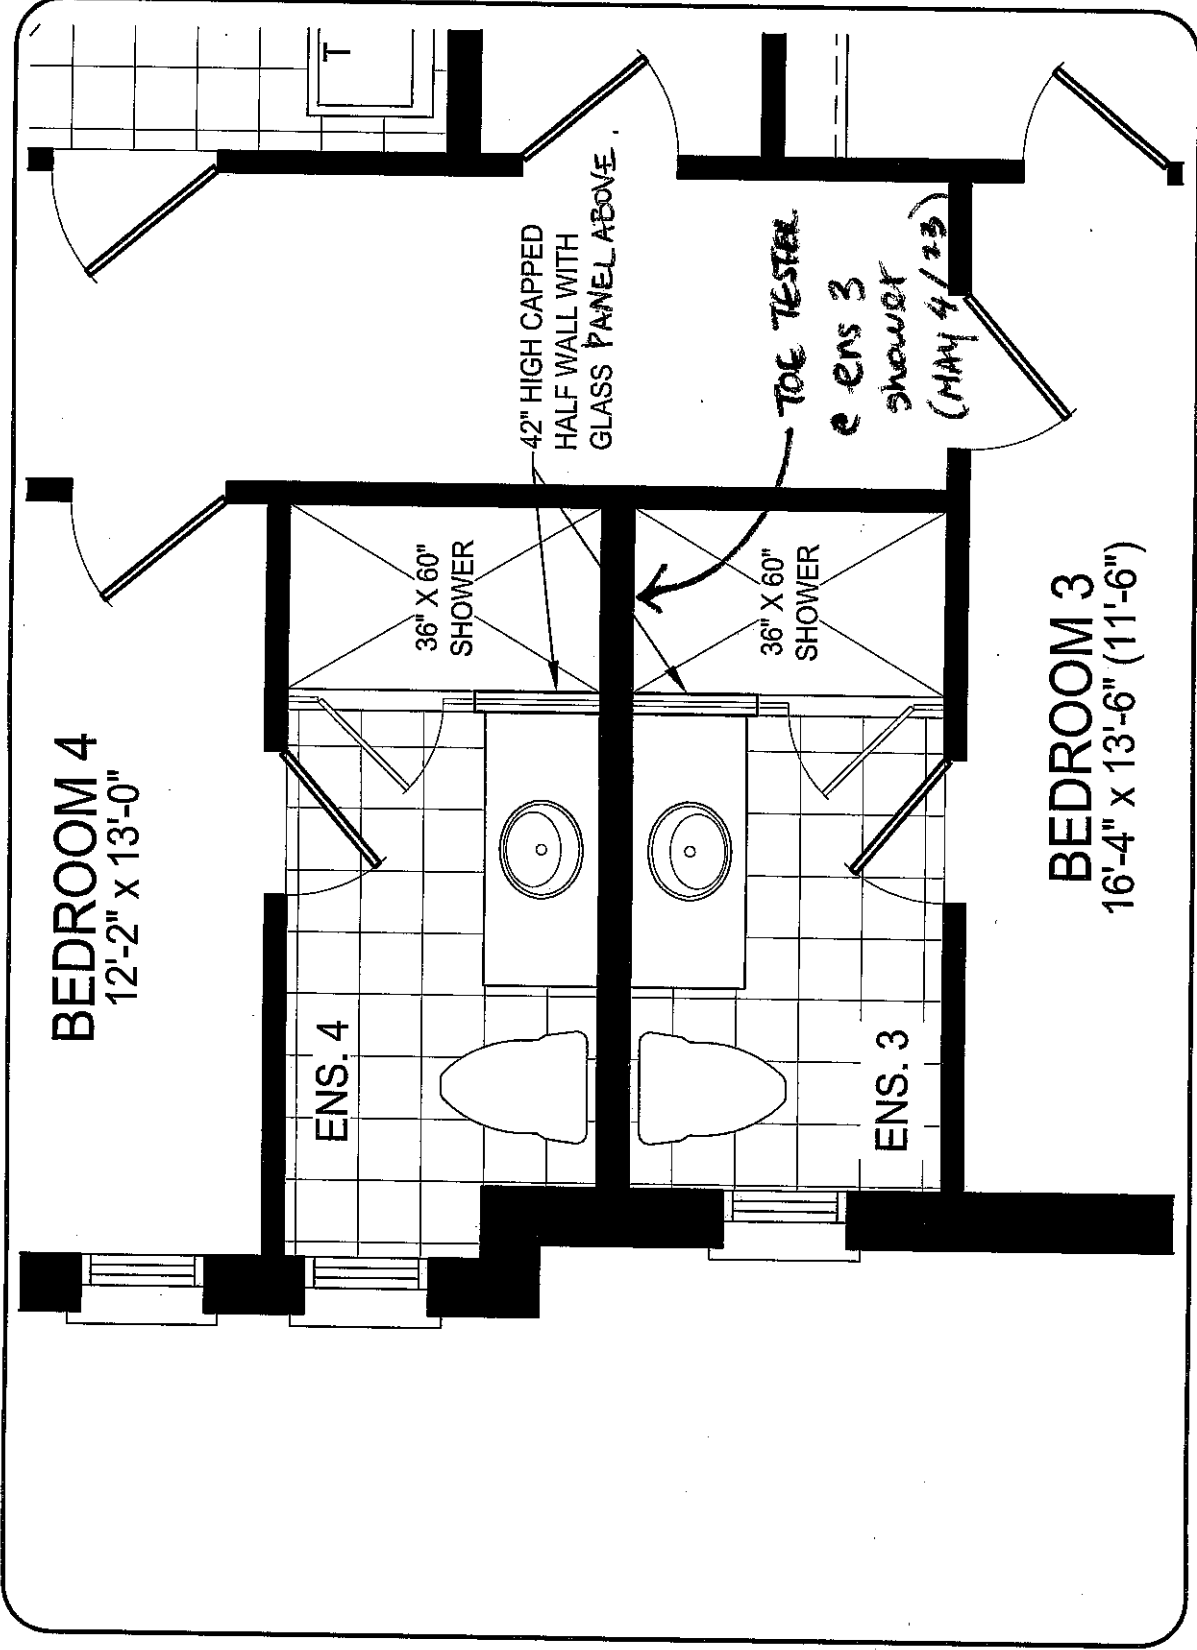 T
42" HIGH CAPPED
HALF WALL WITH
GLASS PANEL ABOVE.
TOE TESTER
@ ens 3
shower
(MAY 4/23)
36" X 60"
SHOWER
36" X 60"
SHOWER
BEDROOM 4
12'-2" x 13'-0"
BEDROOM 3
16'-4" x 13'-6" (11'-6")
ENS. 4
ENS. 3